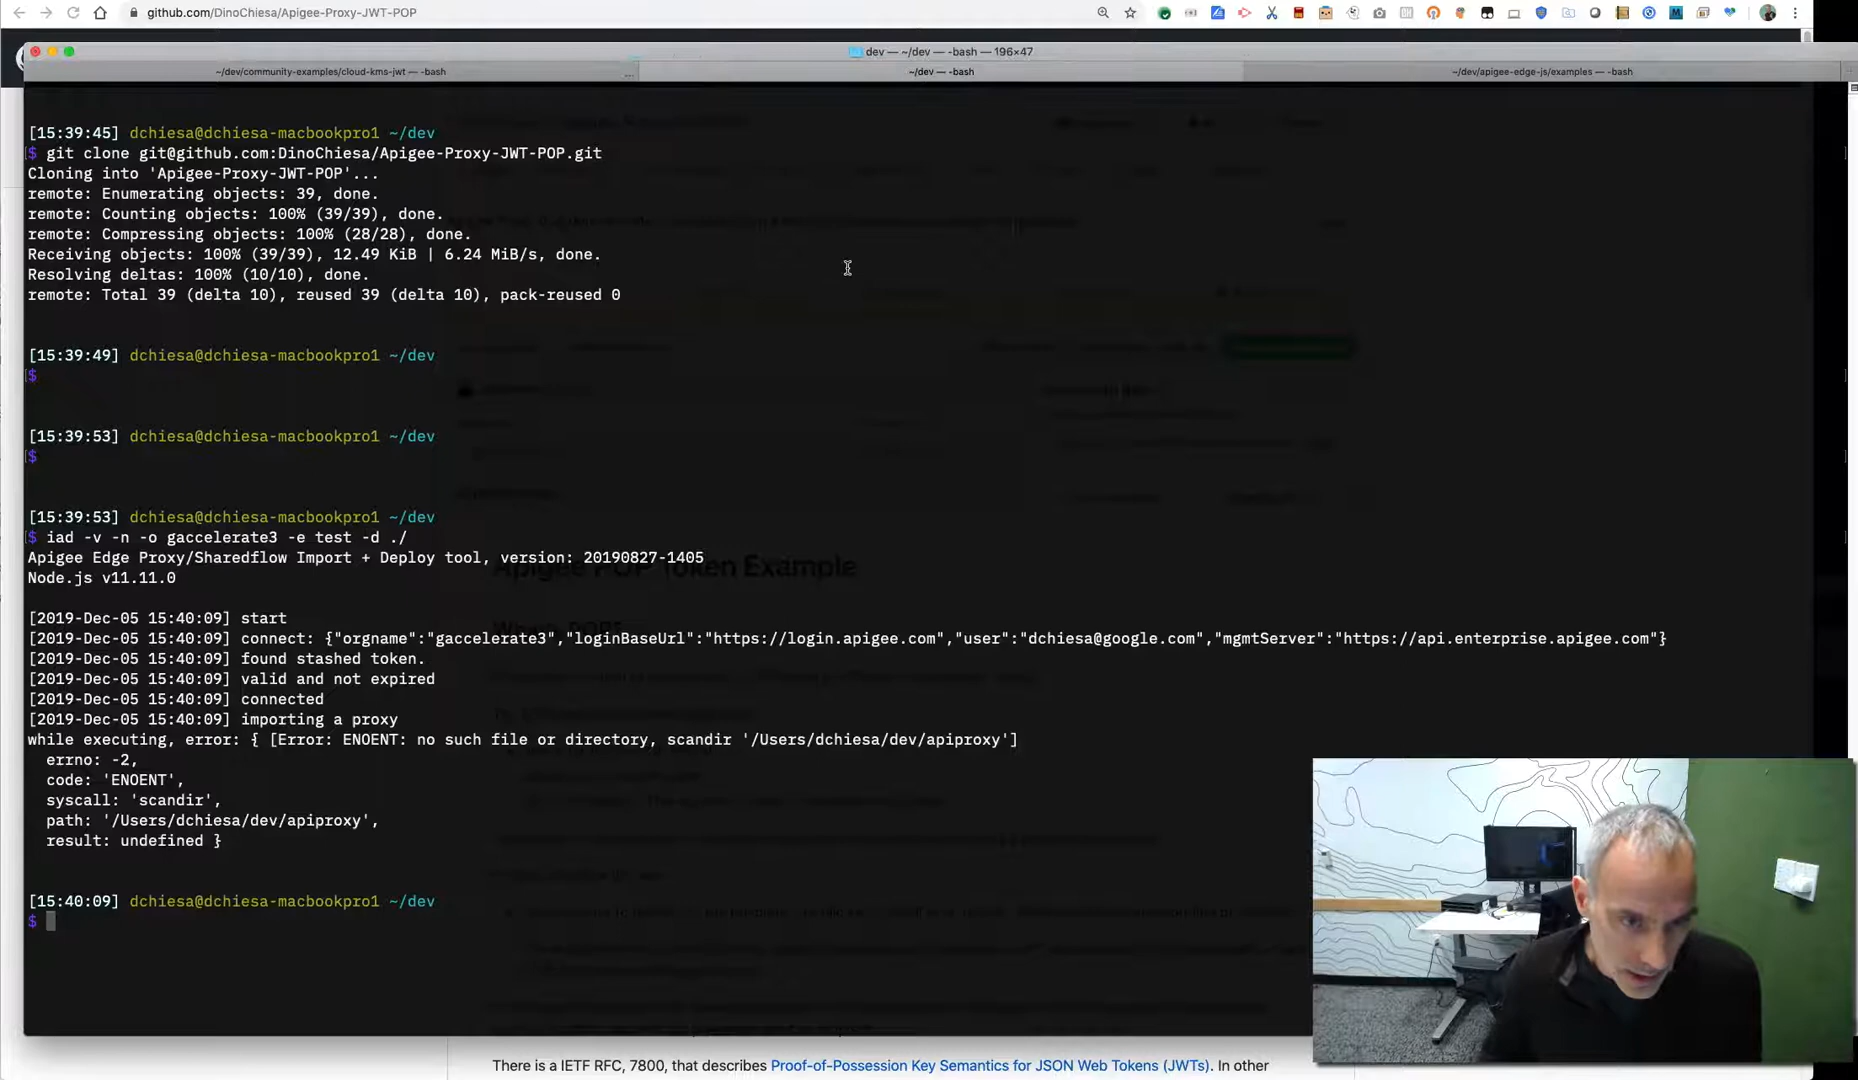 github.com/DinoChiesa/Apigee-Proxy-JWT-POP
dev — ~/dev — -bash — 196×47
~/dev/community-examples/cloud-kms-jwt — -bash
...
~/dev — -bash
~/dev/apigee-edge-js/examples — -bash
[15:39:45] dchiesa@dchiesa-macbookpro1 ~/dev
$ git clone git@github.com:DinoChiesa/Apigee-Proxy-JWT-POP.git
Cloning into 'Apigee-Proxy-JWT-POP'...
remote: Enumerating objects: 39, done.
remote: Counting objects: 100% (39/39), done.
remote: Compressing objects: 100% (28/28), done.
Receiving objects: 100% (39/39), 12.49 KiB | 6.24 MiB/s, done.
Resolving deltas: 100% (10/10), done.
remote: Total 39 (delta 10), reused 39 (delta 10), pack-reused 0
[15:39:49] dchiesa@dchiesa-macbookpro1 ~/dev
$
[15:39:53] dchiesa@dchiesa-macbookpro1 ~/dev
$
[15:39:53] dchiesa@dchiesa-macbookpro1 ~/dev
$ iad -v -n -o gaccelerate3 -e test -d ./
Apigee Edge Proxy/Sharedflow Import + Deploy tool, version: 20190827-1405
Node.js v11.11.0
Apigee POP Token Example
[2019-Dec-05 15:40:09] start
[2019-Dec-05 15:40:09] connect: {"orgname":"gaccelerate3","loginBaseUrl":"https://login.apigee.com","user":"dchiesa@google.com","mgmtServer":"https://api.enterprise.apigee.com"}
[2019-Dec-05 15:40:09] found stashed token.
[2019-Dec-05 15:40:09] valid and not expired
[2019-Dec-05 15:40:09] connected
[2019-Dec-05 15:40:09] importing a proxy
while executing, error: { [Error: ENOENT: no such file or directory, scandir '/Users/dchiesa/dev/apiproxy']
errno: -2,
code: 'ENOENT',
syscall: 'scandir',
path: '/Users/dchiesa/dev/apiproxy',
result: undefined }
[15:40:09] dchiesa@dchiesa-macbookpro1 ~/dev
$
There is a IETF RFC, 7800, that describes Proof-of-Possession Key Semantics for JSON Web Tokens (JWTs). In other